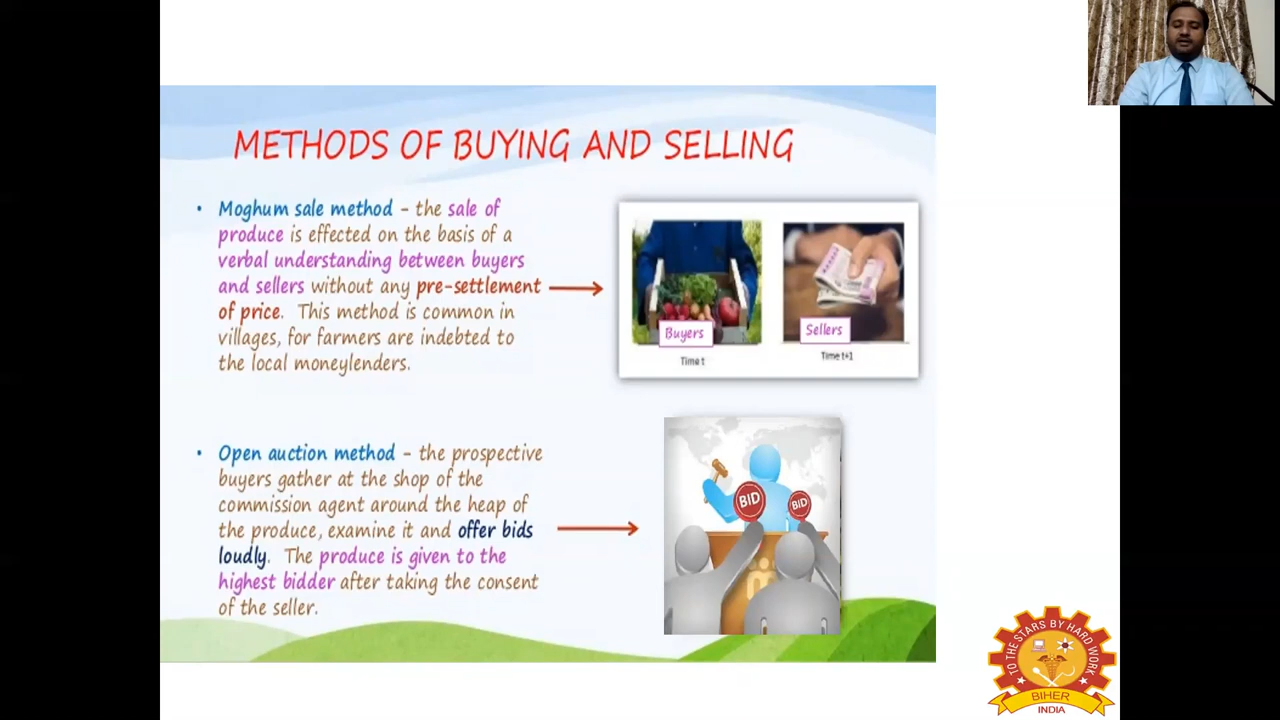 METHODS OF BUYING AND SELLING
• Moghum sale method - the sale of
produce is effected on the basis of a
verbal understanding between buyers
and sellers without any pre-settlement
of price. This method is common in
villages, for farmers are indebted to
the local moneylenders.
Buyers
Sellers
Time t
Time t+1
• Open auction method - the prospective
buyers gather at the shop of the
commission agent around the heap of
the produce, examine it and offer bids
loudly. The produce is given to the
highest bidder after taking the consent
of the seller.
BID
BID
TO THE STARS BY HARD WORK
BIHER
INDIA